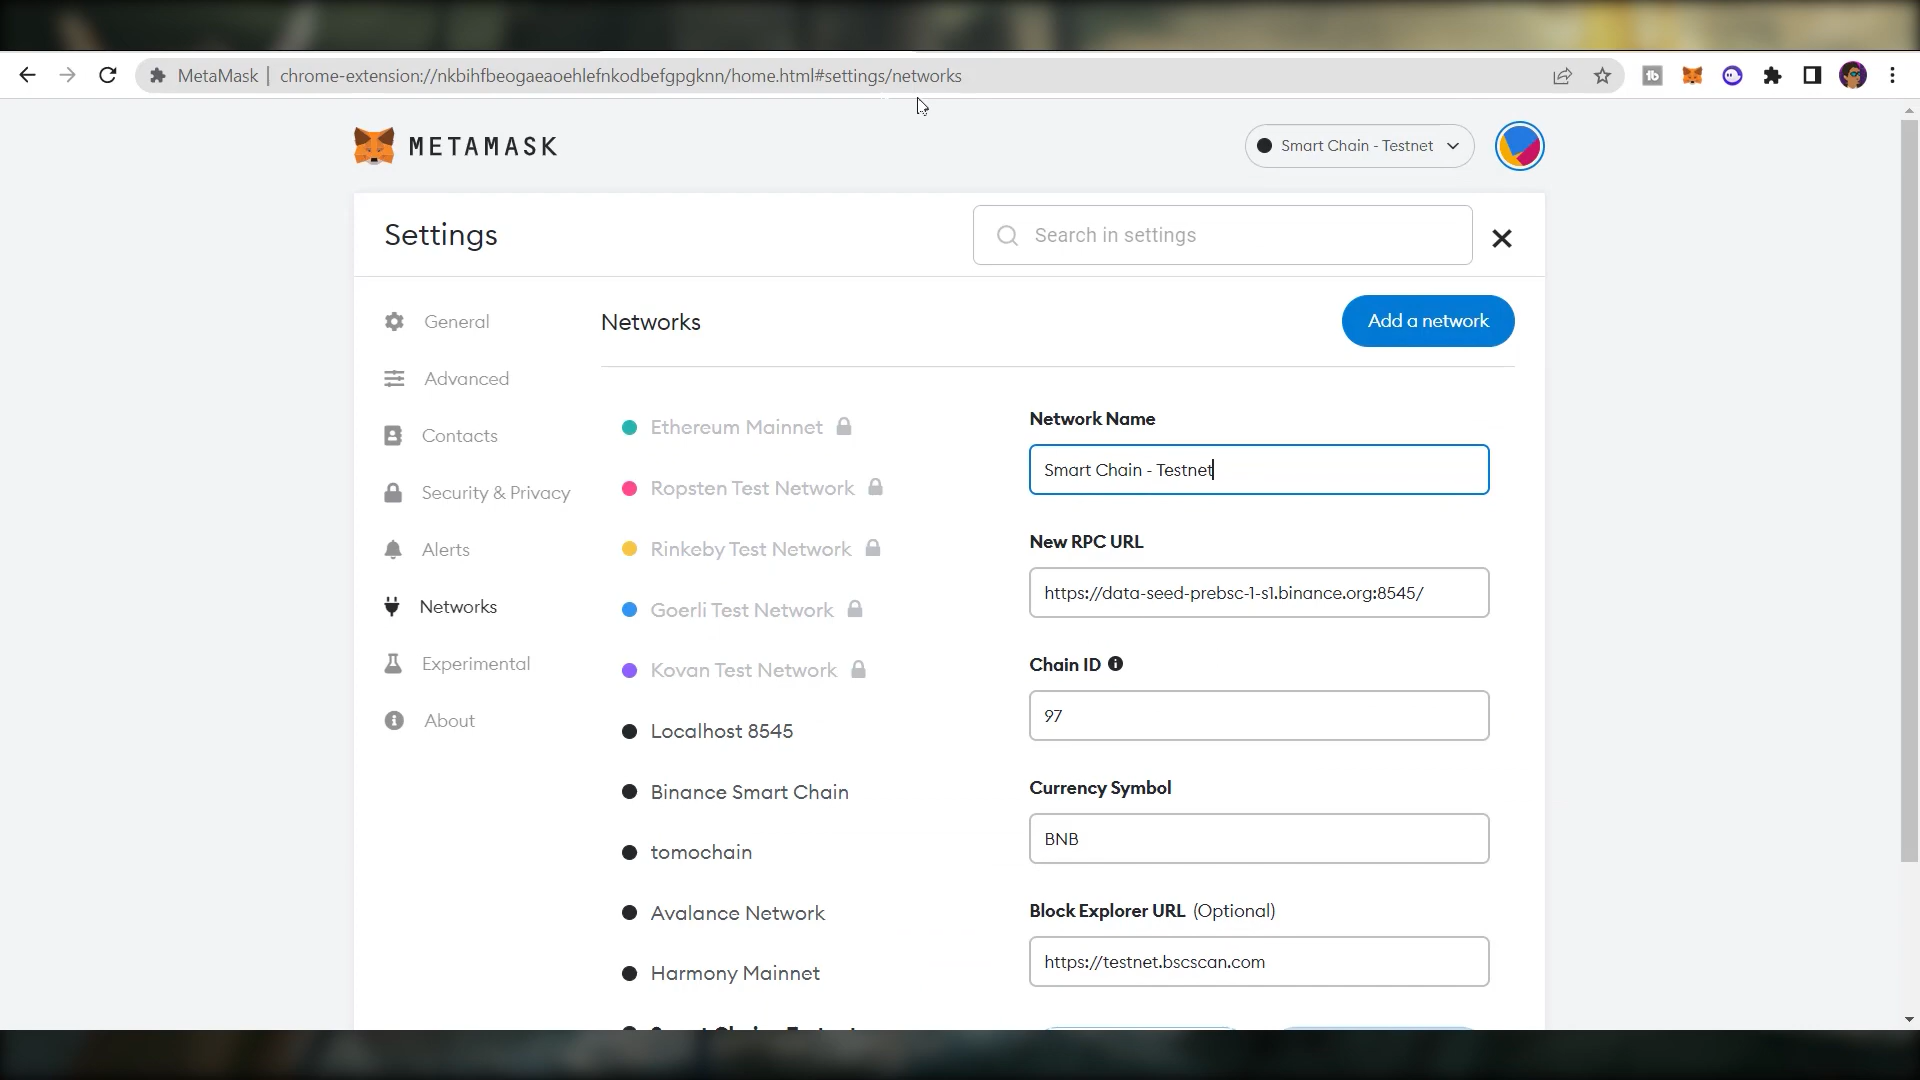 MetaMask | chrome-extension://nkbihfbeogaeaoehlefnkodbefgpgknn/home.html#settings/networks
METAMASK
Smart Chain - Testnet
Settings
Search in settings
General
Advanced
Contacts
Security & Privacy
Alerts
Networks
Experimental
About
Networks
Add a network
Ethereum Mainnet
Ropsten Test Network
Rinkeby Test Network
Goerli Test Network
Kovan Test Network
Localhost 8545
Binance Smart Chain
tomochain
Avalance Network
Harmony Mainnet
Network Name
Smart Chain - Testnet
New RPC URL
https://data-seed-prebsc-1-s1.binance.org:8545/
Chain ID
97
Currency Symbol
BNB
Block Explorer URL (Optional)
https://testnet.bscscan.com